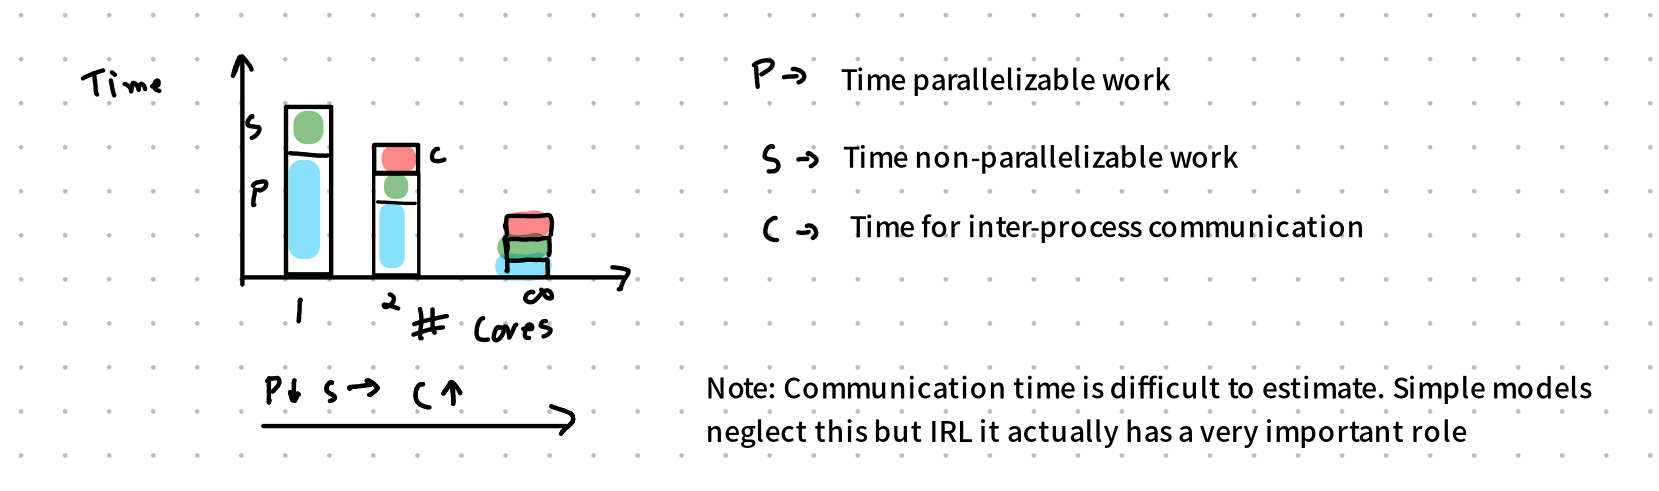 Time
S
P
C
1
2
∞
# Cores
P↓ S→ C↑
P → Time parallelizable work
S → Time non-parallelizable work
C → Time for inter-process communication
Note: Communication time is difficult to estimate. Simple models
neglect this but IRL it actually has a very important role